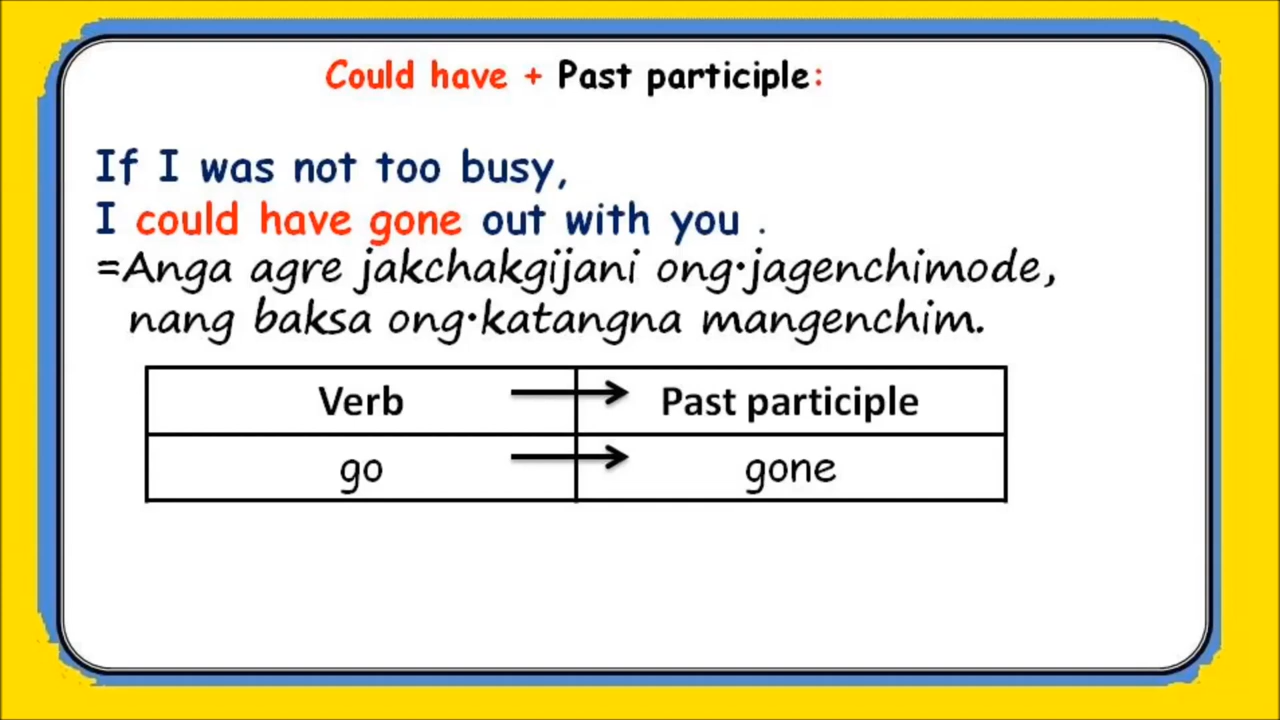 Could have + Past participle:
If I was not too busy,
I could have gone out with you .
=Anga agre jakchakgijani ong·jagenchimode,
nang baksa ong·katangna mangenchim.
Verb → Past participle
go → gone